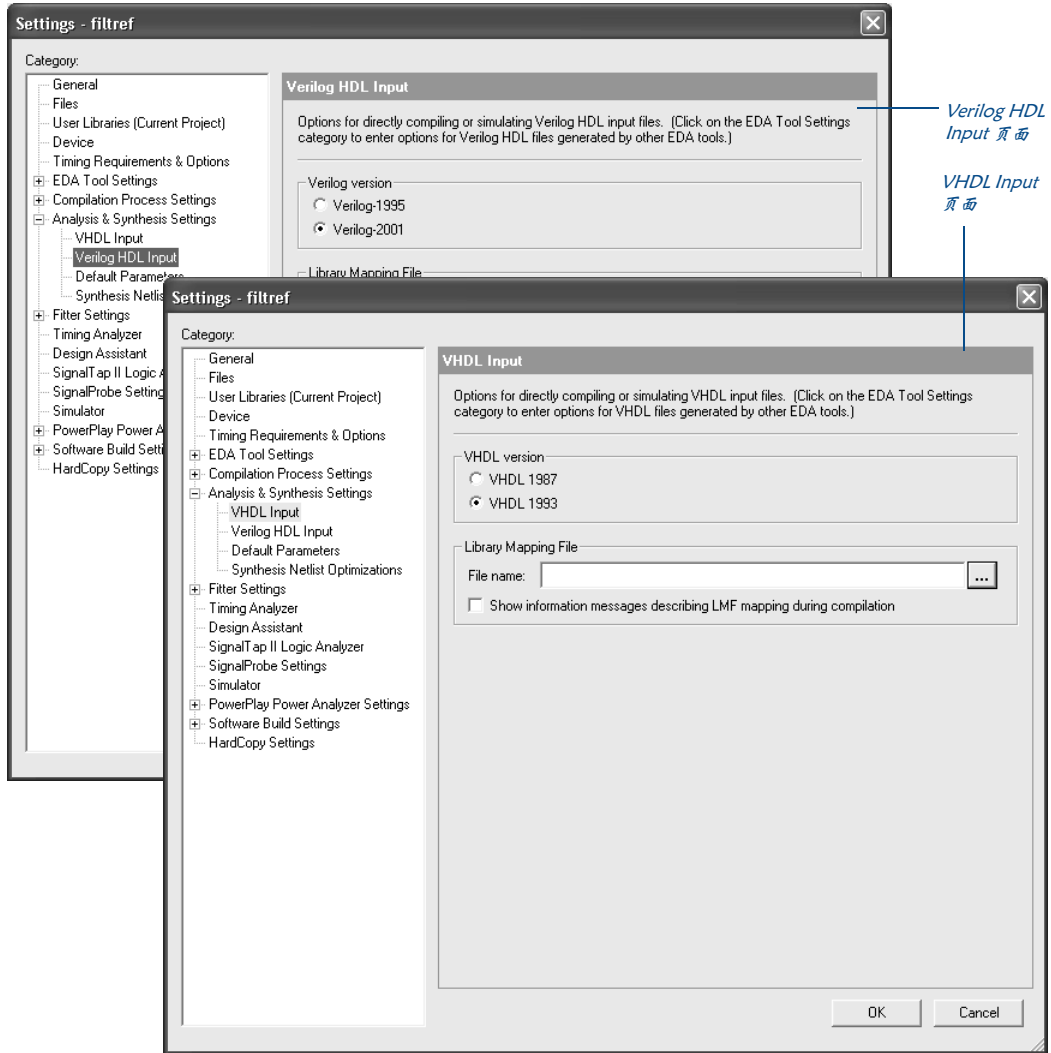 Settings - filtref
Category:
General
Files
User Libraries (Current Project)
Device
Timing Requirements & Options
EDA Tool Settings
Compilation Process Settings
Analysis & Synthesis Settings
VHDL Input
Verilog HDL Input
Default Parameters
Synthesis Netlis
Fitter Settings
Timing Analyzer
Design Assistant
SignalTap II Logic
SignalProbe Setting
Simulator
PowerPlay Power A
Software Build Setti
HardCopy Settings
Verilog HDL Input
Options for directly compiling or simulating Verilog HDL input files. (Click on the EDA Tool Settings
category to enter options for Verilog HDL files generated by other EDA tools.)
Verilog version
Verilog-1995
Verilog-2001
Library Mapping File
Verilog HDL
Input 页面
VHDL Input
页面
Settings - filtref
Category:
General
Files
User Libraries (Current Project)
Device
Timing Requirements & Options
EDA Tool Settings
Compilation Process Settings
Analysis & Synthesis Settings
VHDL Input
Verilog HDL Input
Default Parameters
Synthesis Netlist Optimizations
Fitter Settings
Timing Analyzer
Design Assistant
SignalTap II Logic Analyzer
SignalProbe Settings
Simulator
PowerPlay Power Analyzer Settings
Software Build Settings
HardCopy Settings
VHDL Input
Options for directly compiling or simulating VHDL input files. (Click on the EDA Tool Settings
category to enter options for VHDL files generated by other EDA tools.)
VHDL version
VHDL 1987
VHDL 1993
Library Mapping File
File name:
...
Show information messages describing LMF mapping during compilation
OK
Cancel